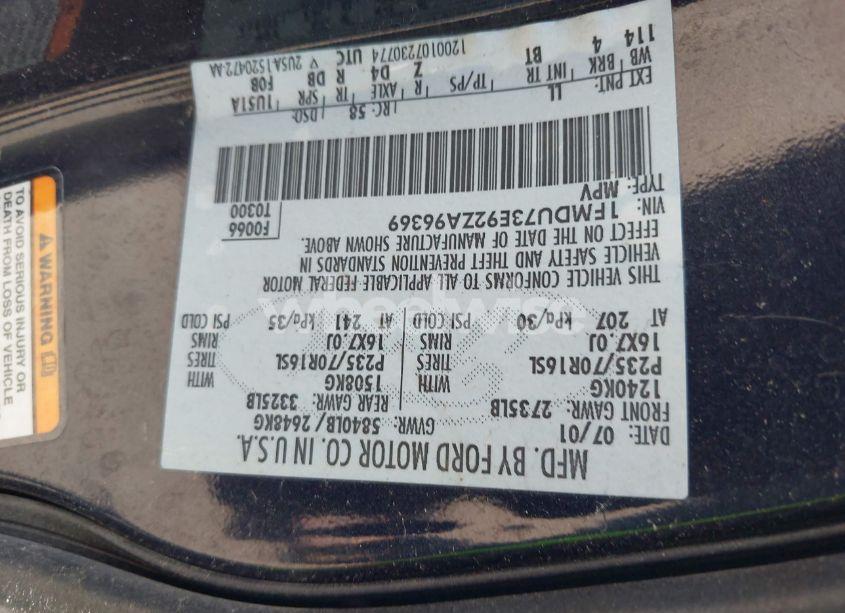 MFD. BY FORD MOTOR CO. IN U.S.A.
DATE: 07/01 GVWR: 5840LB/2648KG
FRONT GAWR: 2735LB REAR GAWR: 3325LB
1240KG WITH 1508KG WITH
P235/70R16SL TIRES P235/70R16SL TIRES
16X7.0J RIMS 16X7.0J RIMS
AT 207 kPa/30 PSI COLD AT 241 kPa/35 PSI COLD
THIS VEHICLE CONFORMS TO ALL APPLICABLE FEDERAL MOTOR
VEHICLE SAFETY AND THEFT PREVENTION STANDARDS IN
EFFECT ON THE DATE OF MANUFACTURE SHOWN ABOVE.
VIN: 1FMDU73E92ZA96369 F0066
TYPE: MPV T0300
EXT PNT: LL RC: 58 DSO:
WB BRK INT TR TP/PS R AXLE TR SPR 1US1A
114 4 BT Z D4 R DB F08
120010730774 UTC V 2U5A1520472-AA
WARNING
TO AVOID SERIOUS INJURY OR
DEATH FROM LOSS OF VEHICLE
wheelwise